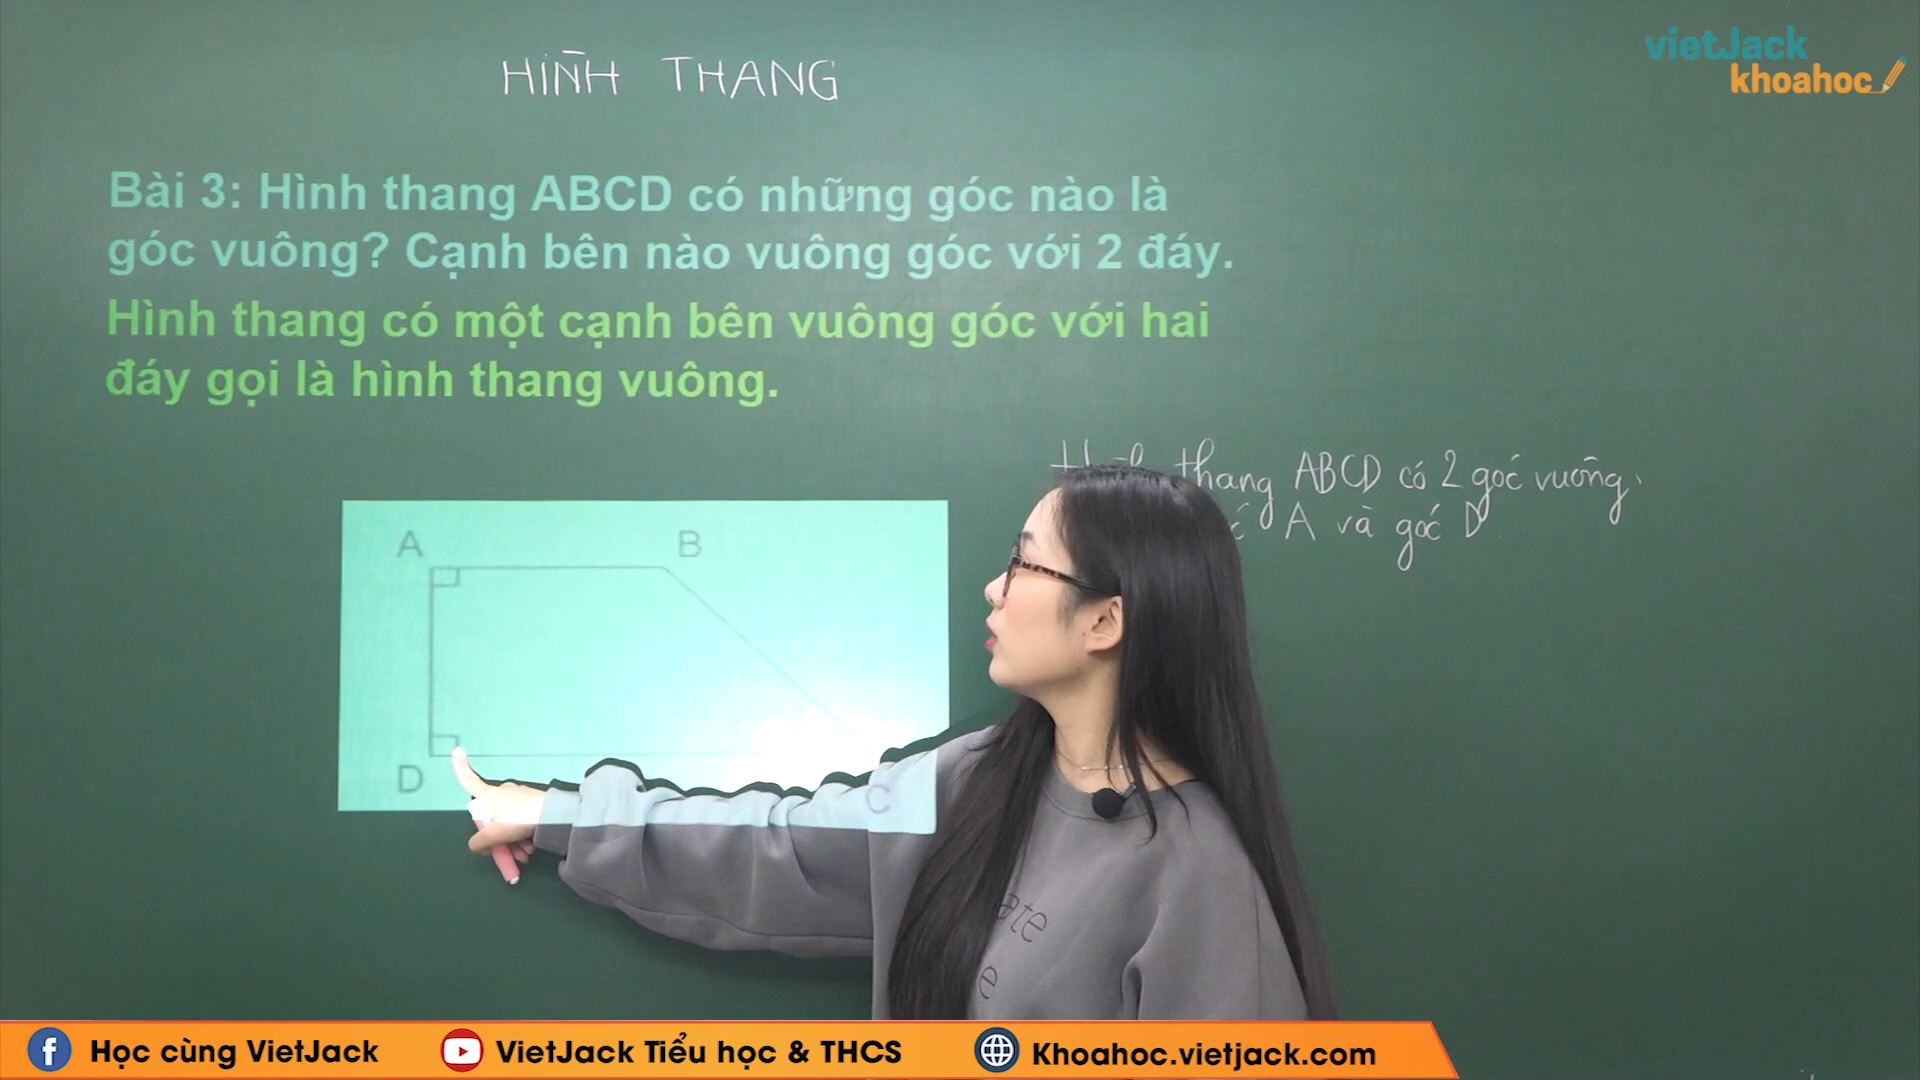 HÌNH THANG
vietJack
khoahoc
Bài 3: Hình thang ABCD có những góc nào là
góc vuông? Cạnh bên nào vuông góc với 2 đáy.
Hình thang có một cạnh bên vuông góc với hai
đáy gọi là hình thang vuông.
thang ABCD có 2 góc vuông
A và góc D
A
B
D
C
ate
e
Học cùng VietJack
VietJack Tiểu học & THCS
Khoahoc.vietjack.com